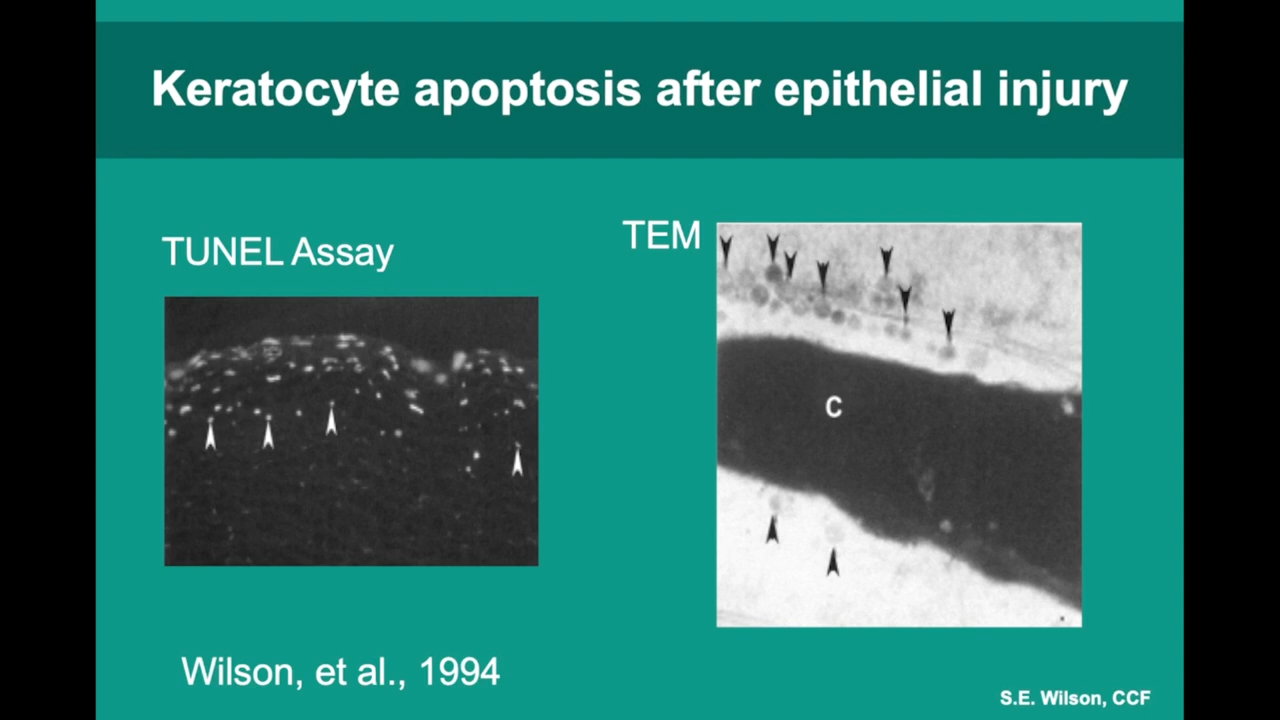 Keratocyte apoptosis after epithelial injury
TUNEL Assay
TEM
C
Wilson, et al., 1994
S.E. Wilson, CCF